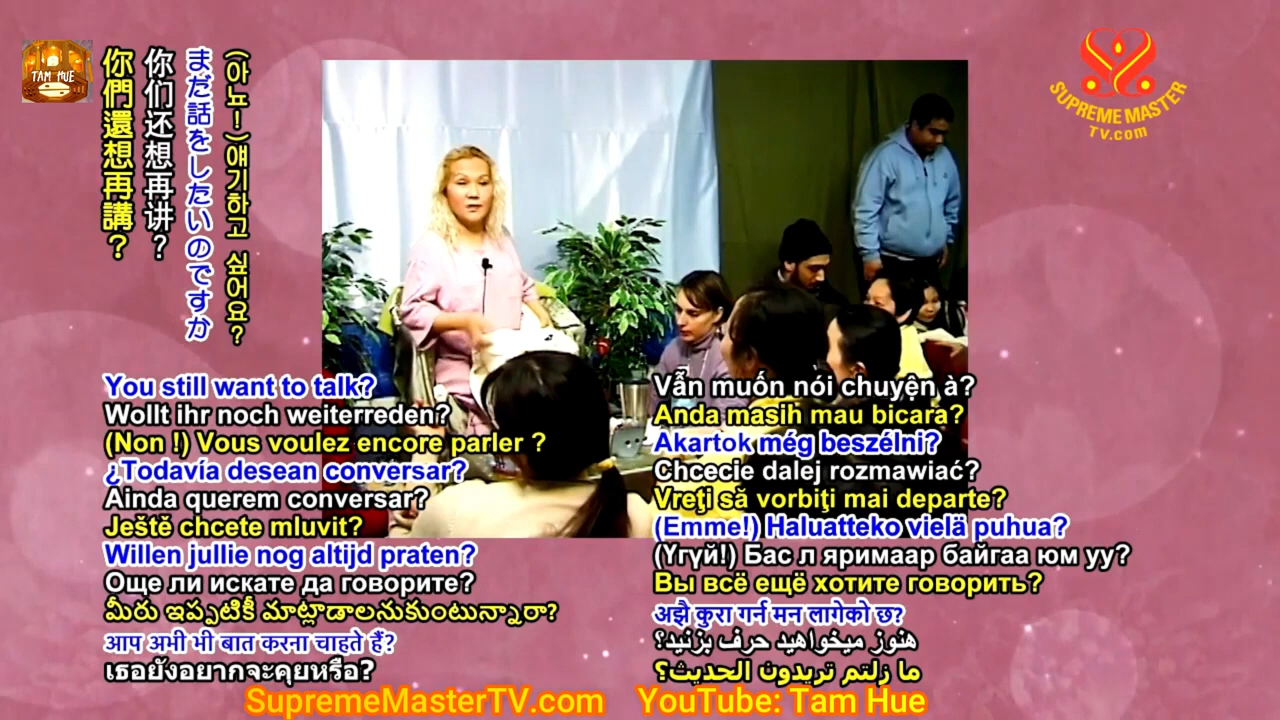 TAM HUE
你們還想再講？
你们还想再讲？
まだ話をしたいのですか
(아뇨!)얘기하고 싶어요?
SUPREME MASTER
TV.com
You still want to talk?
Wollt ihr noch weiterreden?
(Non !) Vous voulez encore parler ?
¿Todavía desean conversar?
Ainda querem conversar?
Ještě chcete mluvit?
Willen jullie nog altijd praten?
Още ли искате да говорите?
మీరు ఇప్పటికీ మాట్లాడాలనుకుంటున్నారా?
आप अभी भी बात करना चाहते हैं?
เธอยังอยากจะคุยหรือ?
Vẫn muốn nói chuyện à?
Anda masih mau bicara?
Akartok még beszélni?
Chcecie dalej rozmawiać?
Vreţi să vorbiţi mai departe?
(Emme!) Haluatteko vielä puhua?
(Үгүй!) Бас л яримаар байгаа юм уу?
Вы всё ещё хотите говорить?
अझै कुरा गर्न मन लागेको छ?
هنوز میخواهید حرف بزنید؟
ما زلتم تريدون الحديث؟
SupremeMasterTV.com YouTube: Tam Hue